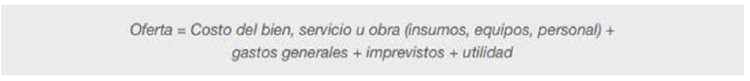 Oferta = Costo del bien, servicio u obra (insumos, equipos, personal) +
gastos generales + imprevistos + utilidad